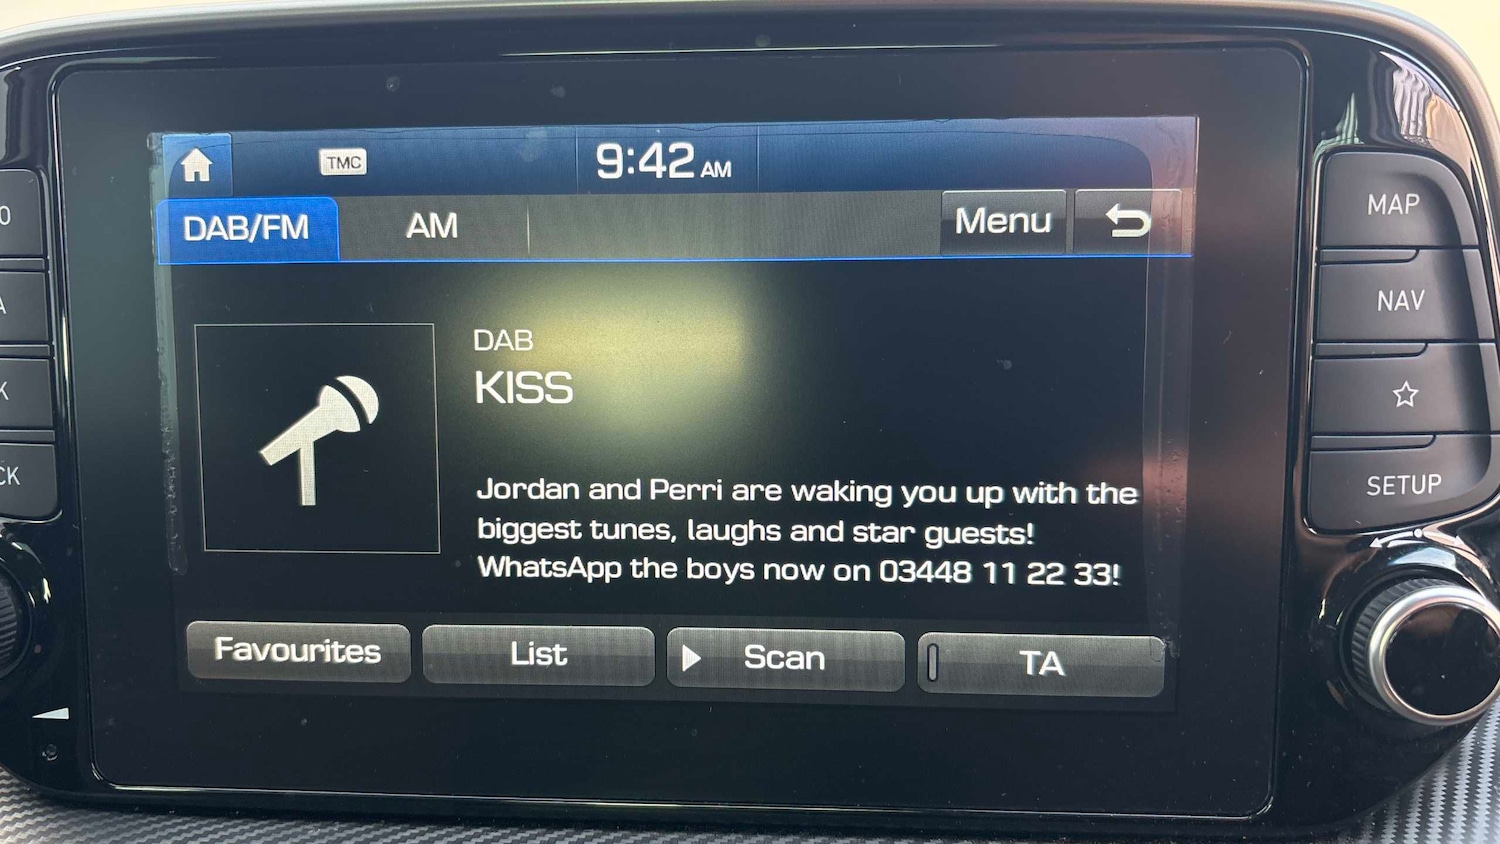 TMC
9:42 AM
DAB/FM AM Menu
DAB
KISS
Jordan and Perri are waking you up with the
biggest tunes, laughs and star guests!
WhatsApp the boys now on 03448 11 22 33!
Favourites List Scan TA
MAP
NAV
SETUP